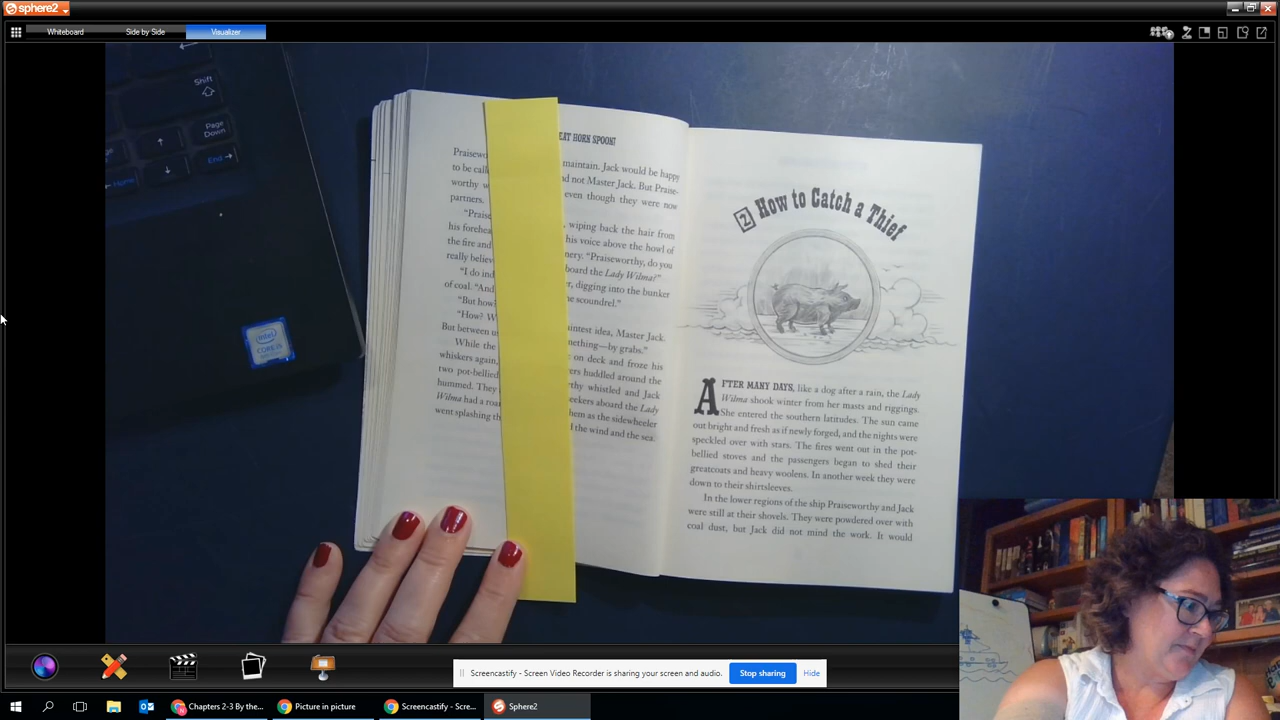 sphere2
Whiteboard
Side by Side
Visualizer
Shift
Page
Down
End
Home
intel
CORE i5
EAT HORN SPOON!
maintain. Jack would be happy
to be nd not Master Jack. But Praise-
worthy even though they were now
partners.
“Praise , wiping back the hair from
his forehea his voice above the howl of
the fire and nery. “Praiseworthy, do you
really believ board the Lady Wilma?”
“I do ind r, digging into the bunker
of coal. “And e scoundrel.”
“But how?
“How? W aintest idea, Master Jack.
But between us mething—by grabs.”
While the on deck and froze his
whiskers again, ers huddled around the
two pot-bellied rthy whistled and Jack
hummed. They eekers aboard the Lady
Wilma had a roa hem as the sidewheeler
went splashing th d the wind and the sea.
2 How to Catch a Thief
AFTER MANY DAYS, like a dog after a rain, the Lady
Wilma shook winter from her masts and riggings.
She entered the southern latitudes. The sun came
out bright and fresh as if newly forged, and the nights were
speckled over with stars. The fires went out in the pot-
bellied stoves and the passengers began to shed their
greatcoats and heavy woolens. In another week they were
down to their shirtsleeves.
In the lower regions of the ship Praiseworthy and Jack
were still at their shovels. They were powdered over with
coal dust, but Jack did not mind the work. It would
Screencastify - Screen Video Recorder is sharing your screen and audio.
Stop sharing
Hide
Chapters 2-3 By the...
Picture in picture
Screencastify - Scre...
Sphere2